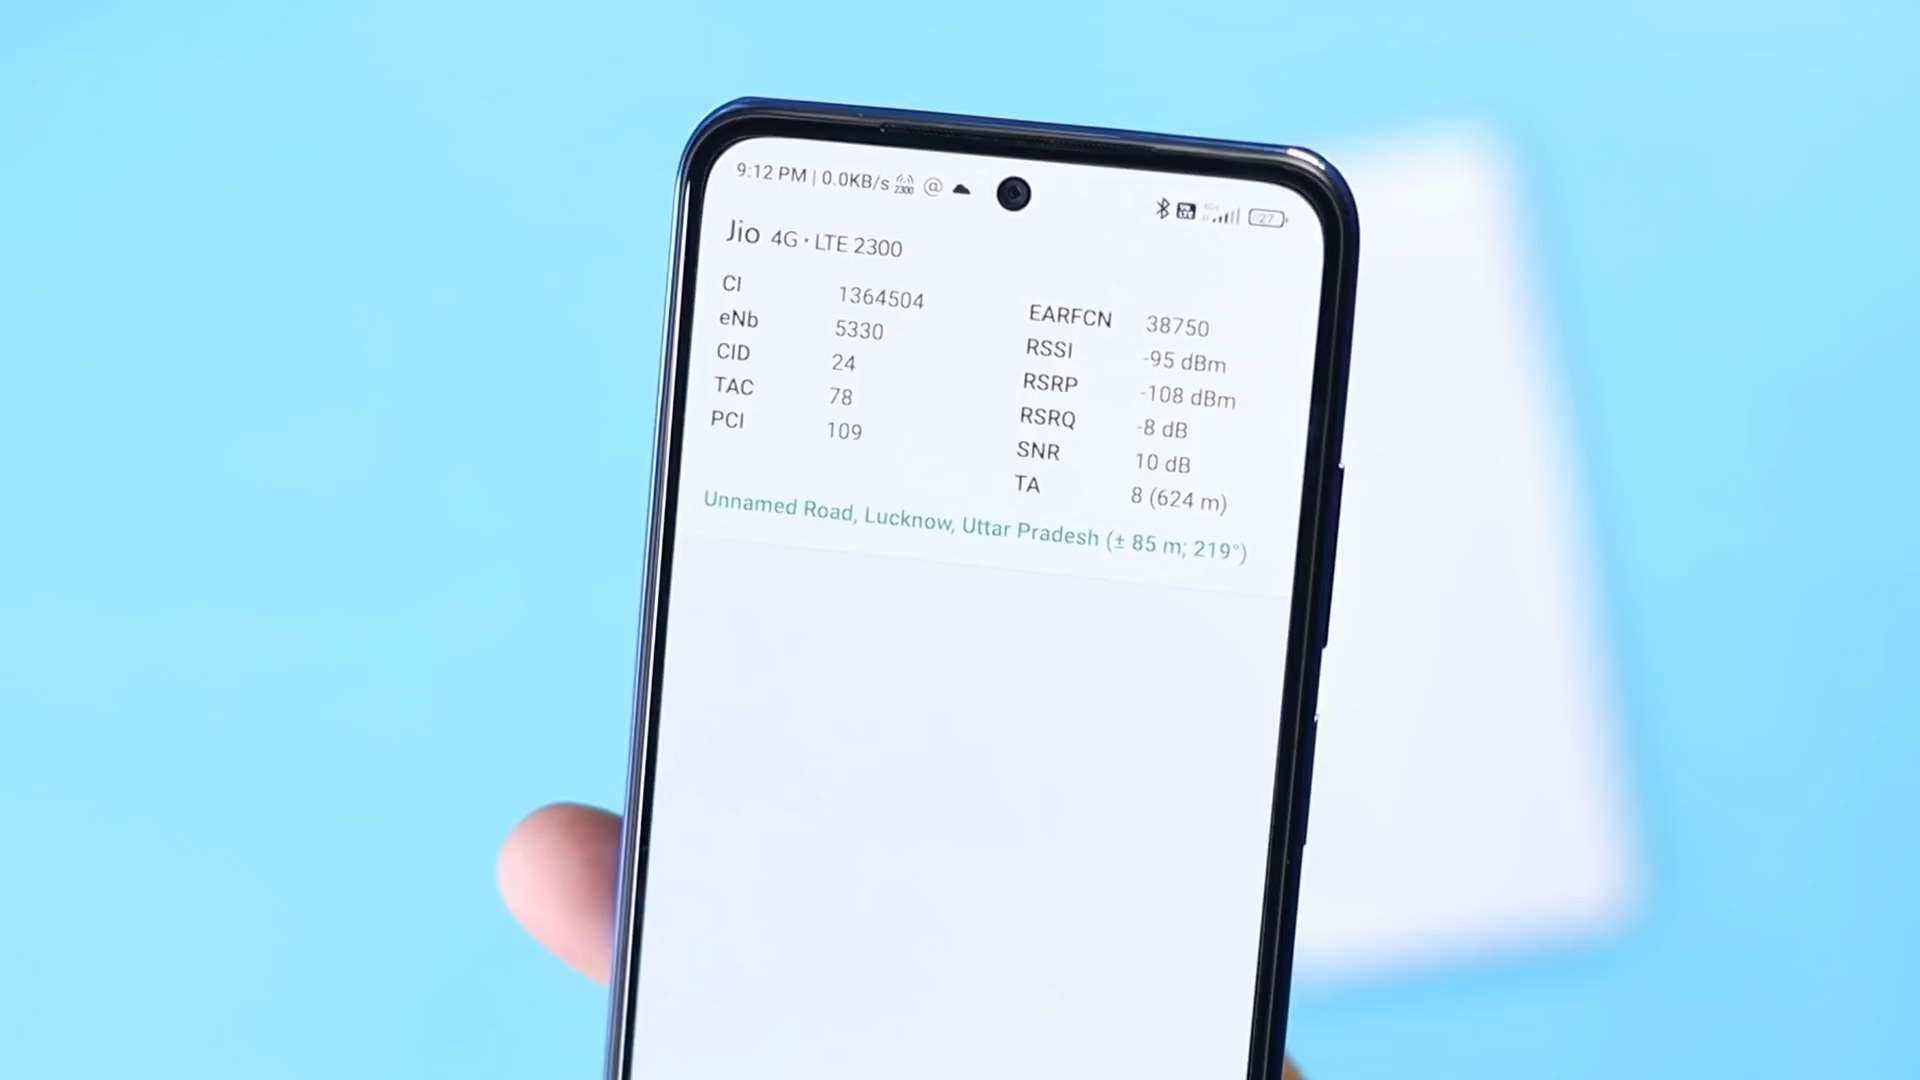 9:12 PM | 0.0KB/s 2300 @
27
Jio 4G · LTE 2300
CI 1364504
eNb 5330
CID 24
TAC 78
PCI 109
EARFCN 38750
RSSI -95 dBm
RSRP -108 dBm
RSRQ -8 dB
SNR 10 dB
TA 8 (624 m)
Unnamed Road, Lucknow, Uttar Pradesh (± 85 m; 219°)